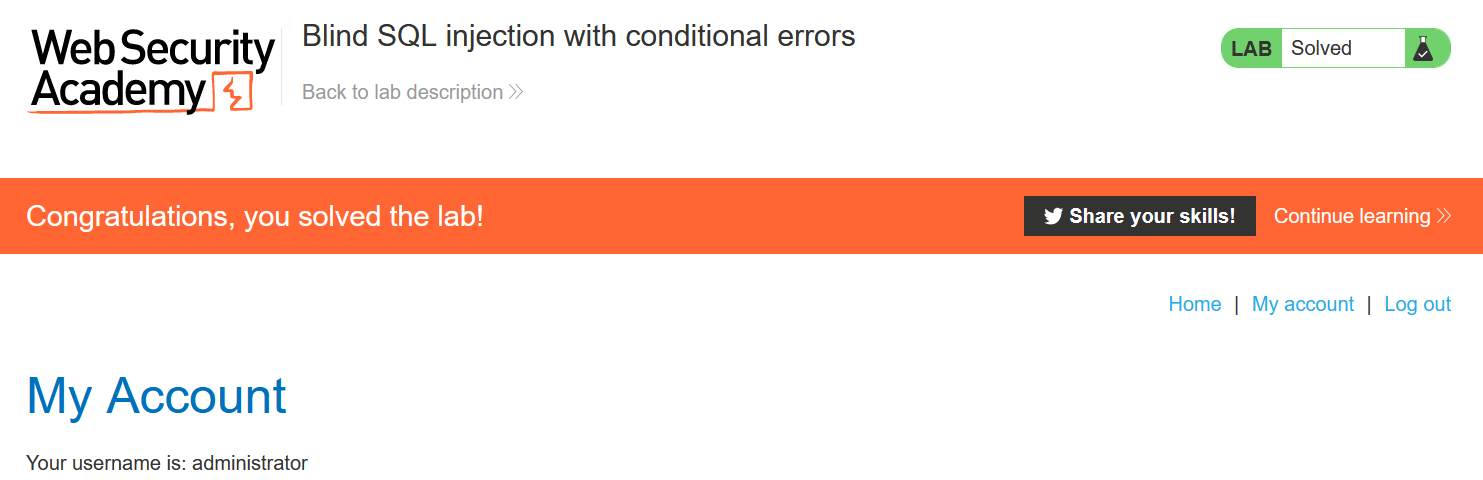 Web Security
Academy
Blind SQL injection with conditional errors
Back to lab description
LAB Solved
Congratulations, you solved the lab!
Share your skills!
Continue learning
Home | My account | Log out
My Account
Your username is: administrator